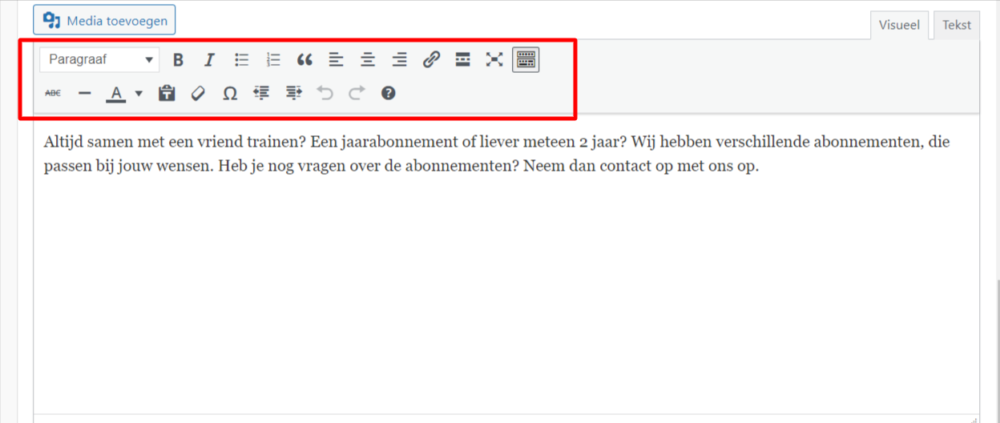 Media toevoegen
Visueel Tekst
Paragraaf B I
ABC A Ω
Altijd samen met een vriend trainen? Een jaarabonnement of liever meteen 2 jaar? Wij hebben verschillende abonnementen, die
passen bij jouw wensen. Heb je nog vragen over de abonnementen? Neem dan contact op met ons op.